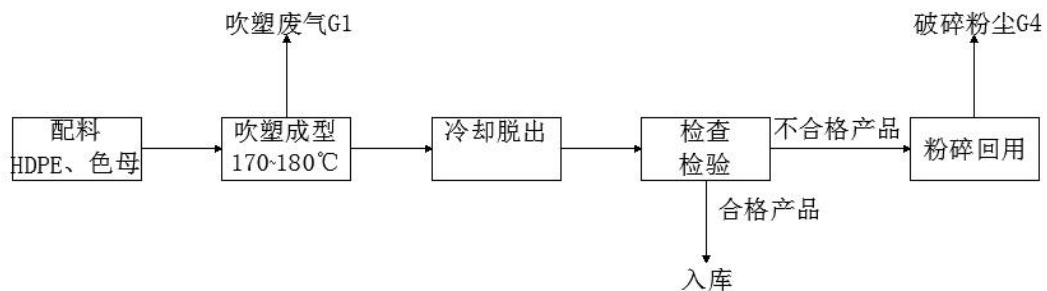 吹塑废气G1
破碎粉尘G4
配料
HDPE、色母
吹塑成型
170~180℃
冷却脱出
检查
检验
不合格产品
粉碎回用
合格产品
入库